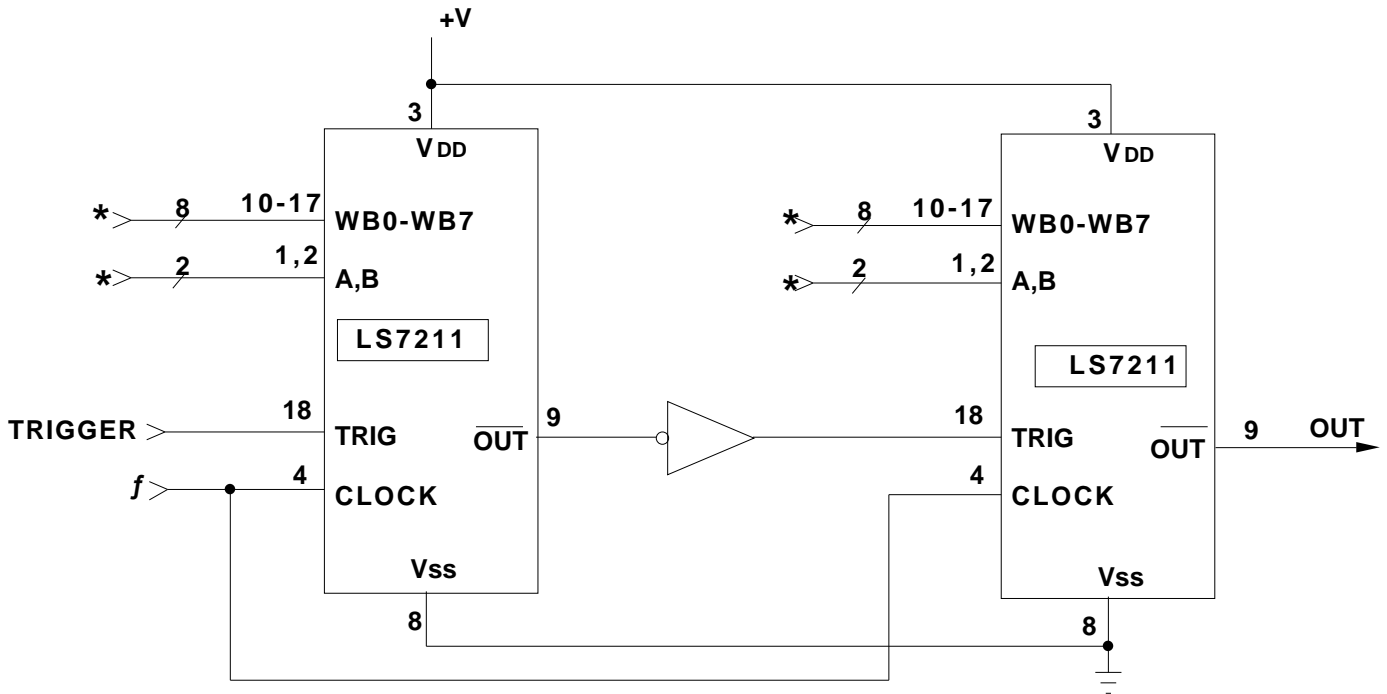 +V
3
VDD
* 8 10-17 WB0-WB7
* 2 1,2 A,B
LS7211
TRIGGER 18 TRIG
OUT 9
ƒ 4 CLOCK
Vss
8
3
VDD
* 8 10-17 WB0-WB7
* 2 1,2 A,B
LS7211
18 TRIG
OUT 9 OUT
4 CLOCK
Vss
8